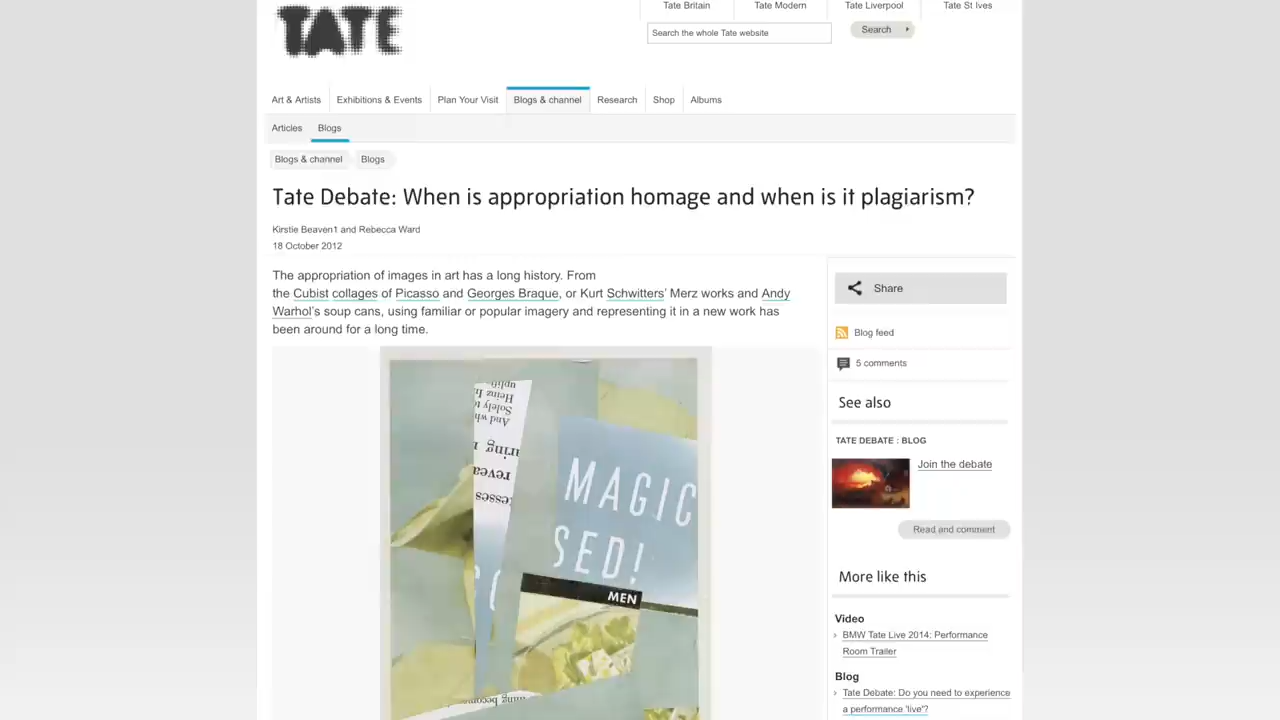 Tate Britain
Tate Modern
Tate Liverpool
Tate St Ives
TATE
Search the whole Tate website
Search
Art & Artists
Exhibitions & Events
Plan Your Visit
Blogs & channel
Research
Shop
Albums
Articles
Blogs
Blogs & channel
Blogs
Tate Debate: When is appropriation homage and when is it plagiarism?
Kirstie Beaven1 and Rebecca Ward
18 October 2012
The appropriation of images in art has a long history. From
the Cubist collages of Picasso and Georges Braque, or Kurt Schwitters' Merz works and Andy
Warhol's soup cans, using familiar or popular imagery and representing it in a new work has
been around for a long time.
uplift
Heinz
Solely
And
MAGIC
SED!
MEN
Share
Blog feed
5 comments
See also
TATE DEBATE : BLOG
Join the debate
Read and comment
More like this
Video
› BMW Tate Live 2014: Performance
Room Trailer
Blog
› Tate Debate: Do you need to experience
a performance 'live'?